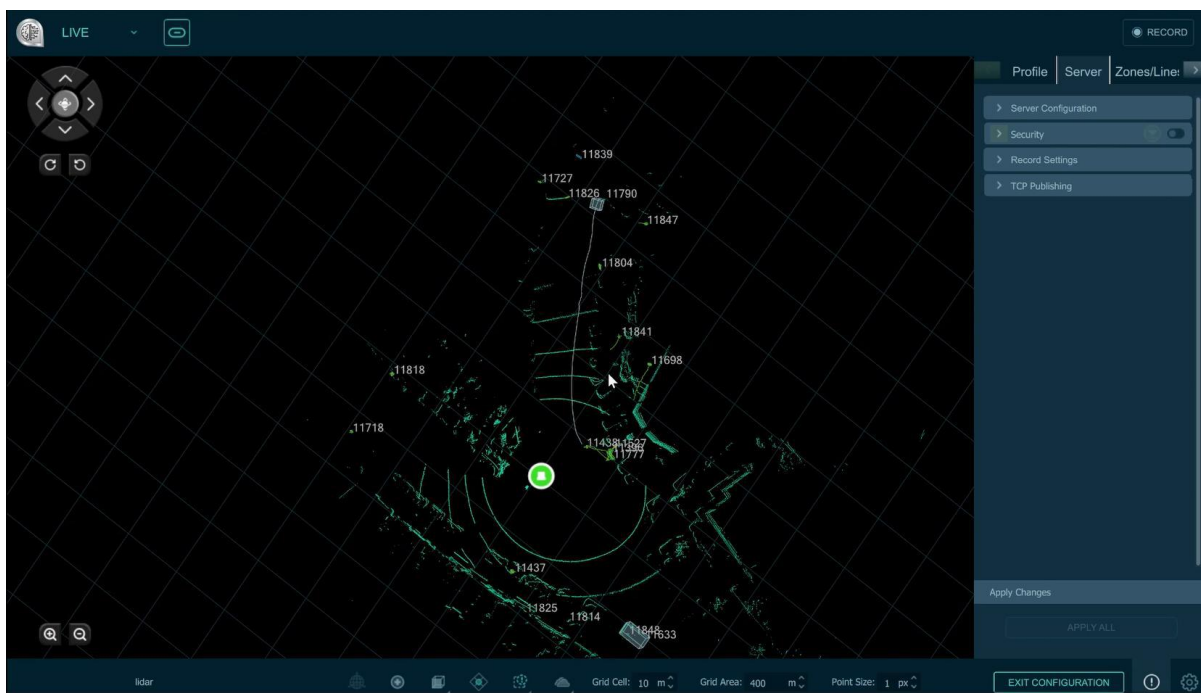 LIVE
RECORD
Profile
Server
Zones/Line
Server Configuration
Security
Record Settings
TCP Publishing
11839
11727
11826
11790
11847
11804
11841
11698
11818
11718
11438
11777
11437
11825
11814
11848
Apply Changes
APPLY ALL
lidar
Grid Cell: 10 m
Grid Area: 400 m
Point Size: 1 px
EXIT CONFIGURATION